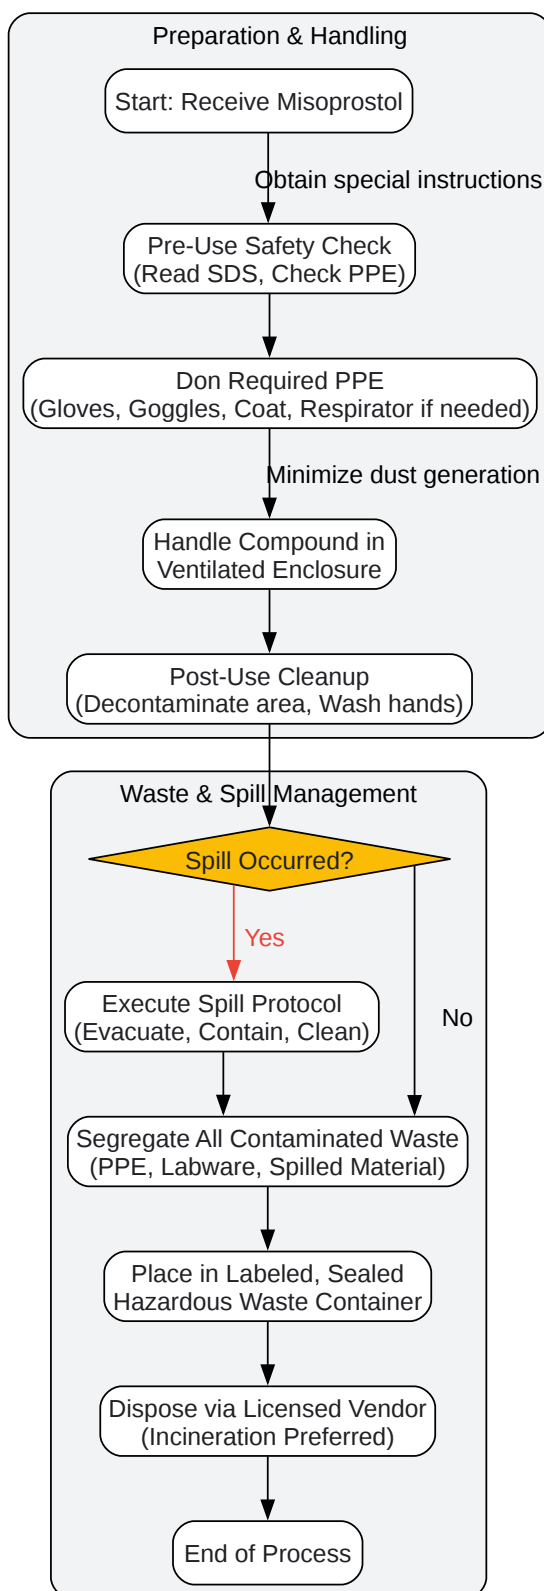 Preparation & Handling
Start: Receive Misoprostol
Obtain special instructions
Pre-Use Safety Check
(Read SDS, Check PPE)
Don Required PPE
(Gloves, Goggles, Coat, Respirator if needed)
Minimize dust generation
Handle Compound in
Ventilated Enclosure
Post-Use Cleanup
(Decontaminate area, Wash hands)
Waste & Spill Management
Spill Occurred?
Yes
Execute Spill Protocol
(Evacuate, Contain, Clean)
No
Segregate All Contaminated Waste
(PPE, Labware, Spilled Material)
Place in Labeled, Sealed
Hazardous Waste Container
Dispose via Licensed Vendor
(Incineration Preferred)
End of Process